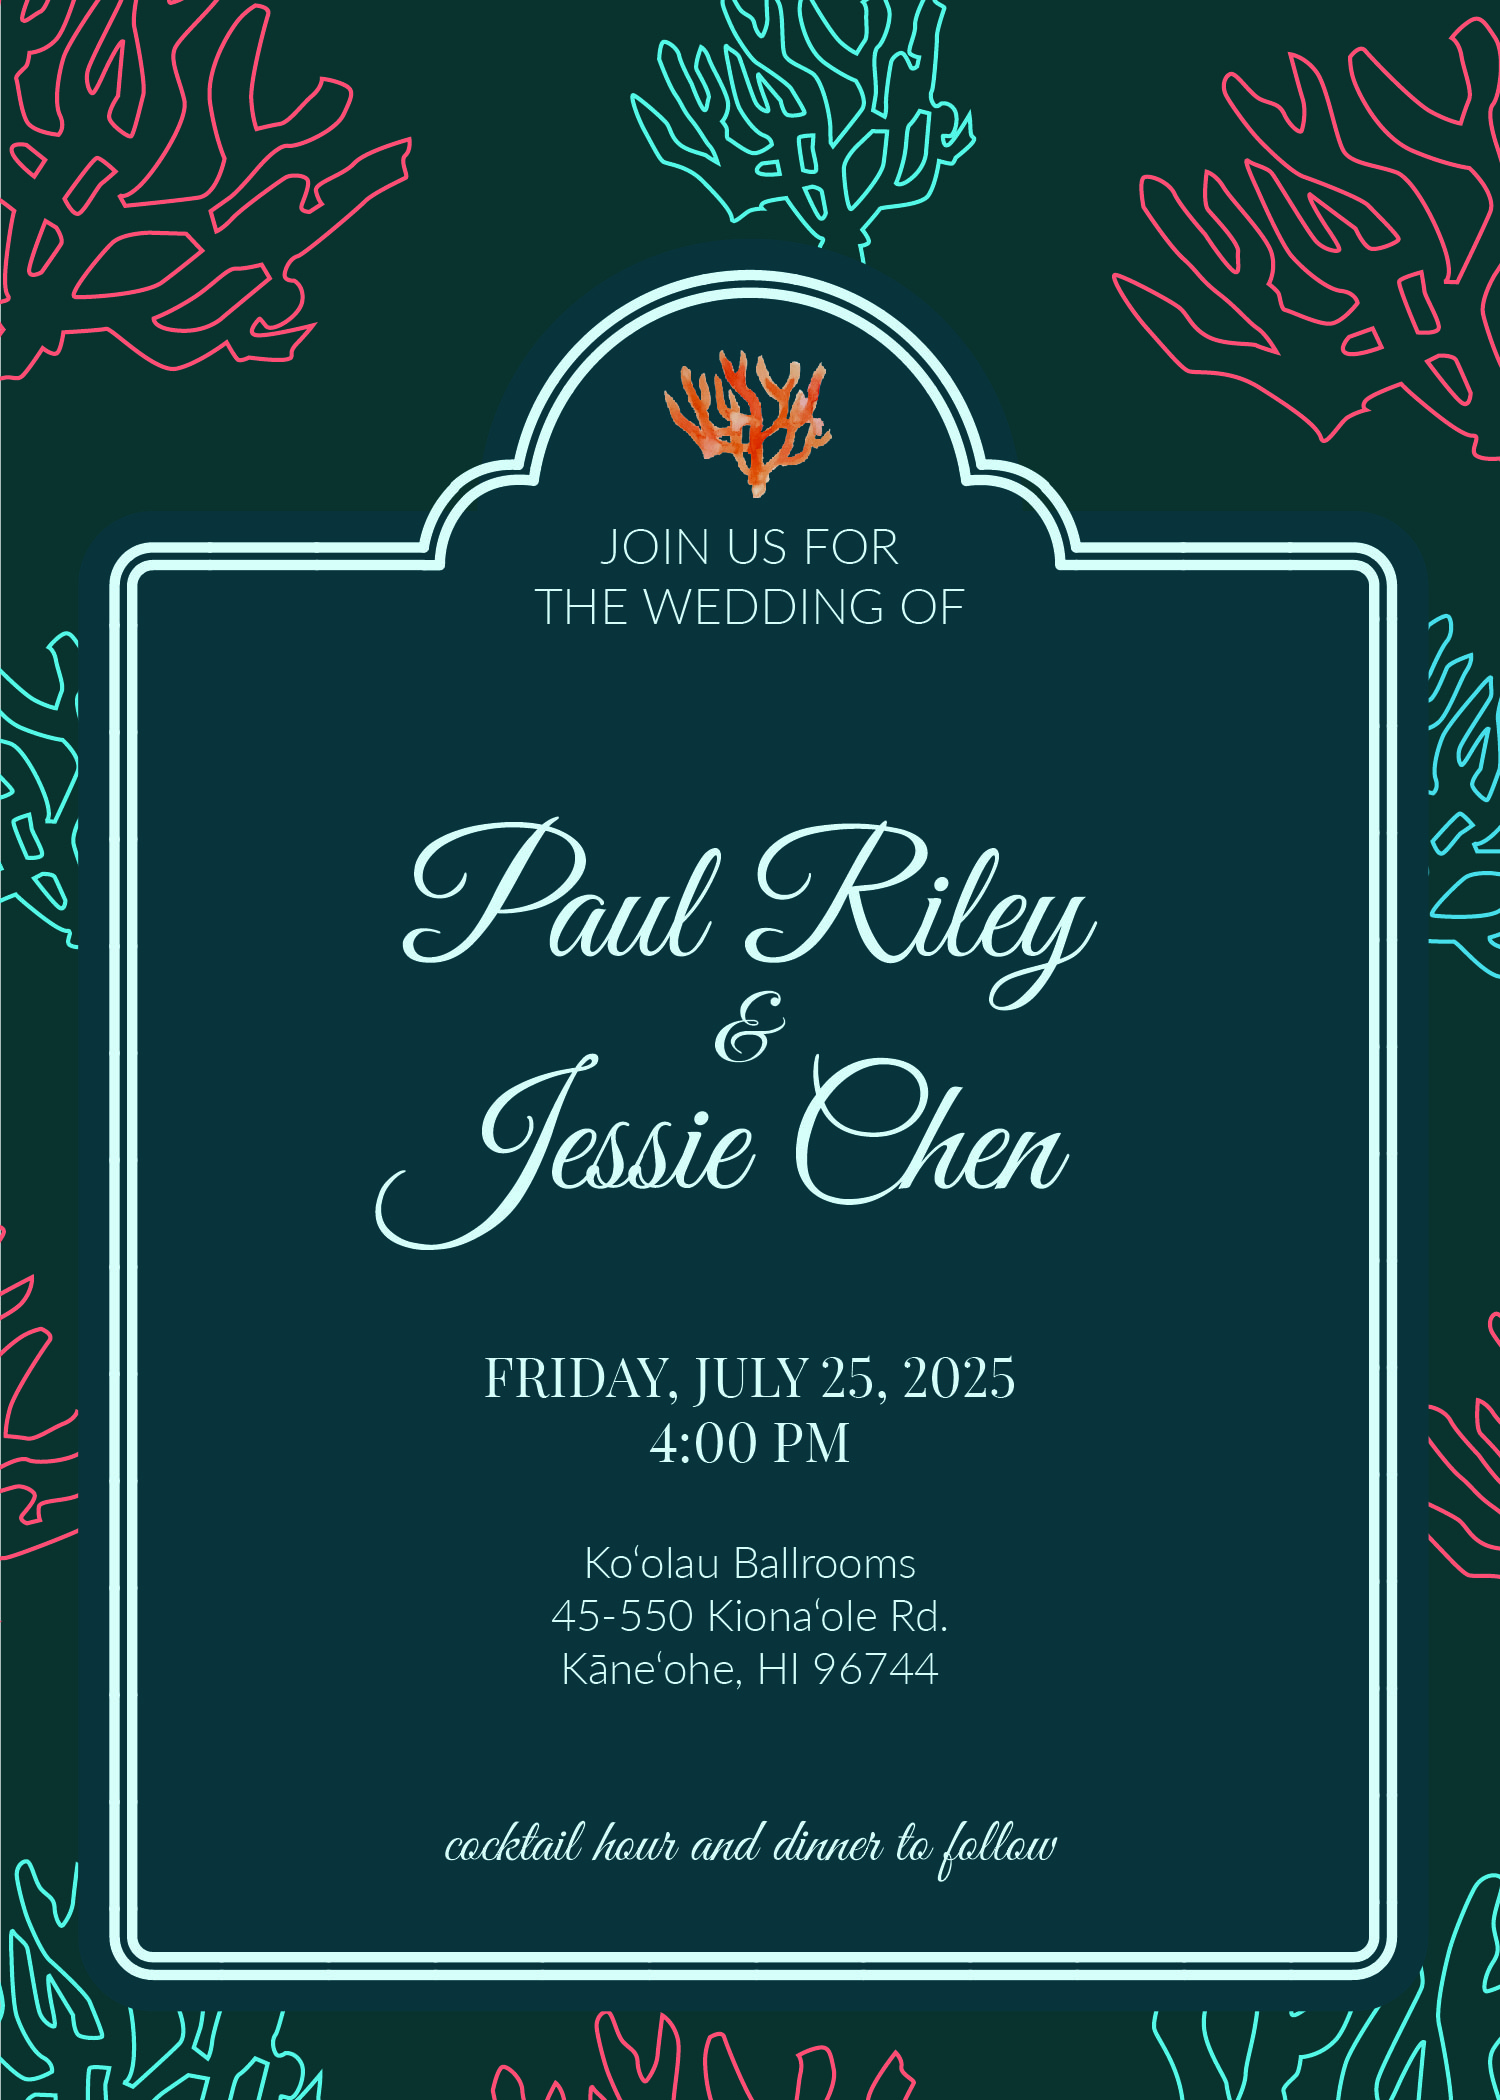 JOIN US FOR
THE WEDDING OF
Paul Riley
&
Jessie Chen
FRIDAY, JULY 25, 2025
4:00 PM
Koʻolau Ballrooms
45-550 Kionaʻole Rd.
Kāneʻohe, HI 96744
cocktail hour and dinner to follow